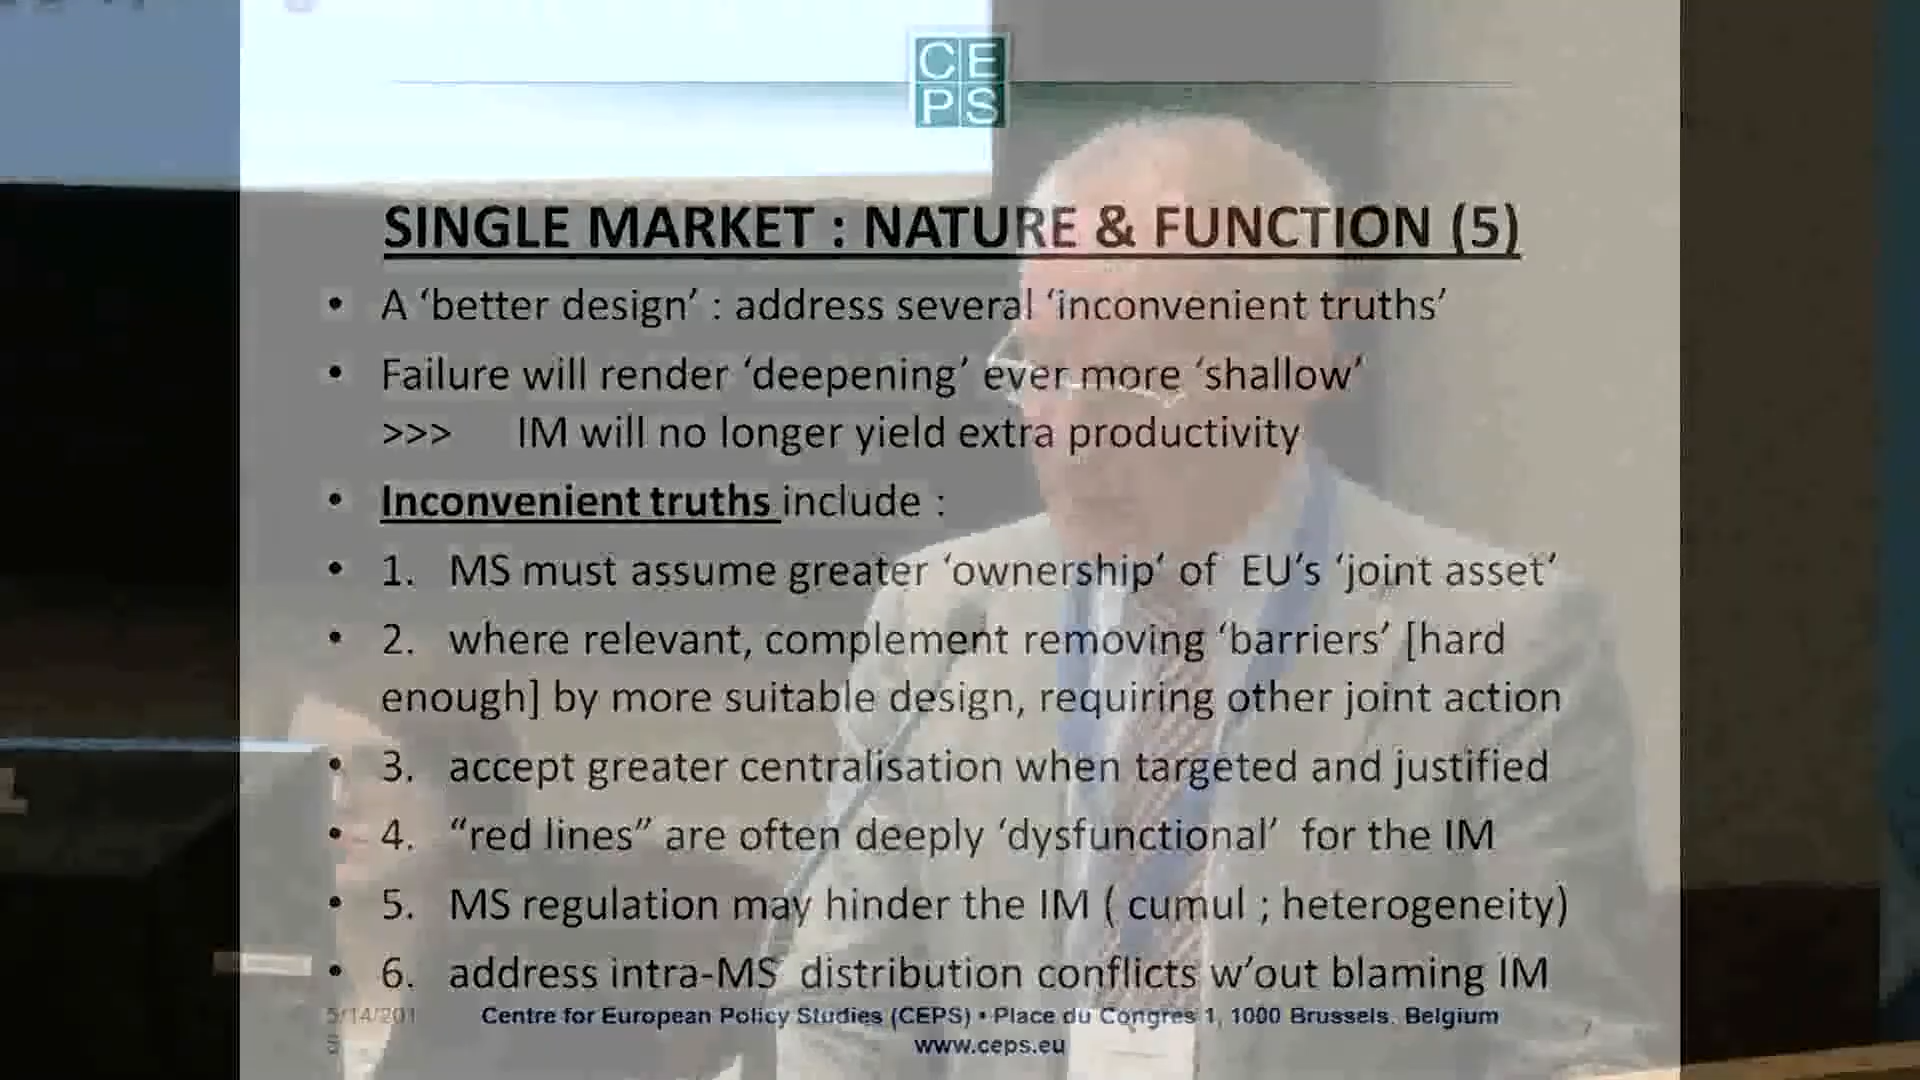 CE
PS
SINGLE MARKET : NATURE & FUNCTION (5)
• A ‘better design’ : address several ‘inconvenient truths’
• Failure will render ‘deepening’ ever more ‘shallow’
>>> IM will no longer yield extra productivity
• Inconvenient truths include :
• 1. MS must assume greater ‘ownership‘ of EU’s ‘joint asset’
• 2. where relevant, complement removing ‘barriers’ [hard
enough] by more suitable design, requiring other joint action
• 3. accept greater centralisation when targeted and justified
• 4. “red lines” are often deeply ‘dysfunctional’ for the IM
• 5. MS regulation may hinder the IM ( cumul ; heterogeneity)
• 6. address intra-MS distribution conflicts w’out blaming IM
5/14/201
Centre for European Policy Studies (CEPS) • Place du Congres 1, 1000 Brussels, Belgium
www.ceps.eu
7